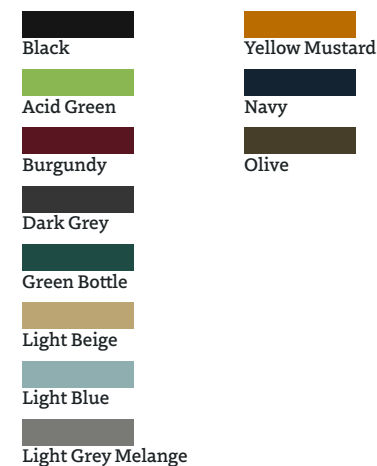 Black
Acid Green
Burgundy
Dark Grey
Green Bottle
Light Beige
Light Blue
Light Grey Melange
Yellow Mustard
Navy
Olive